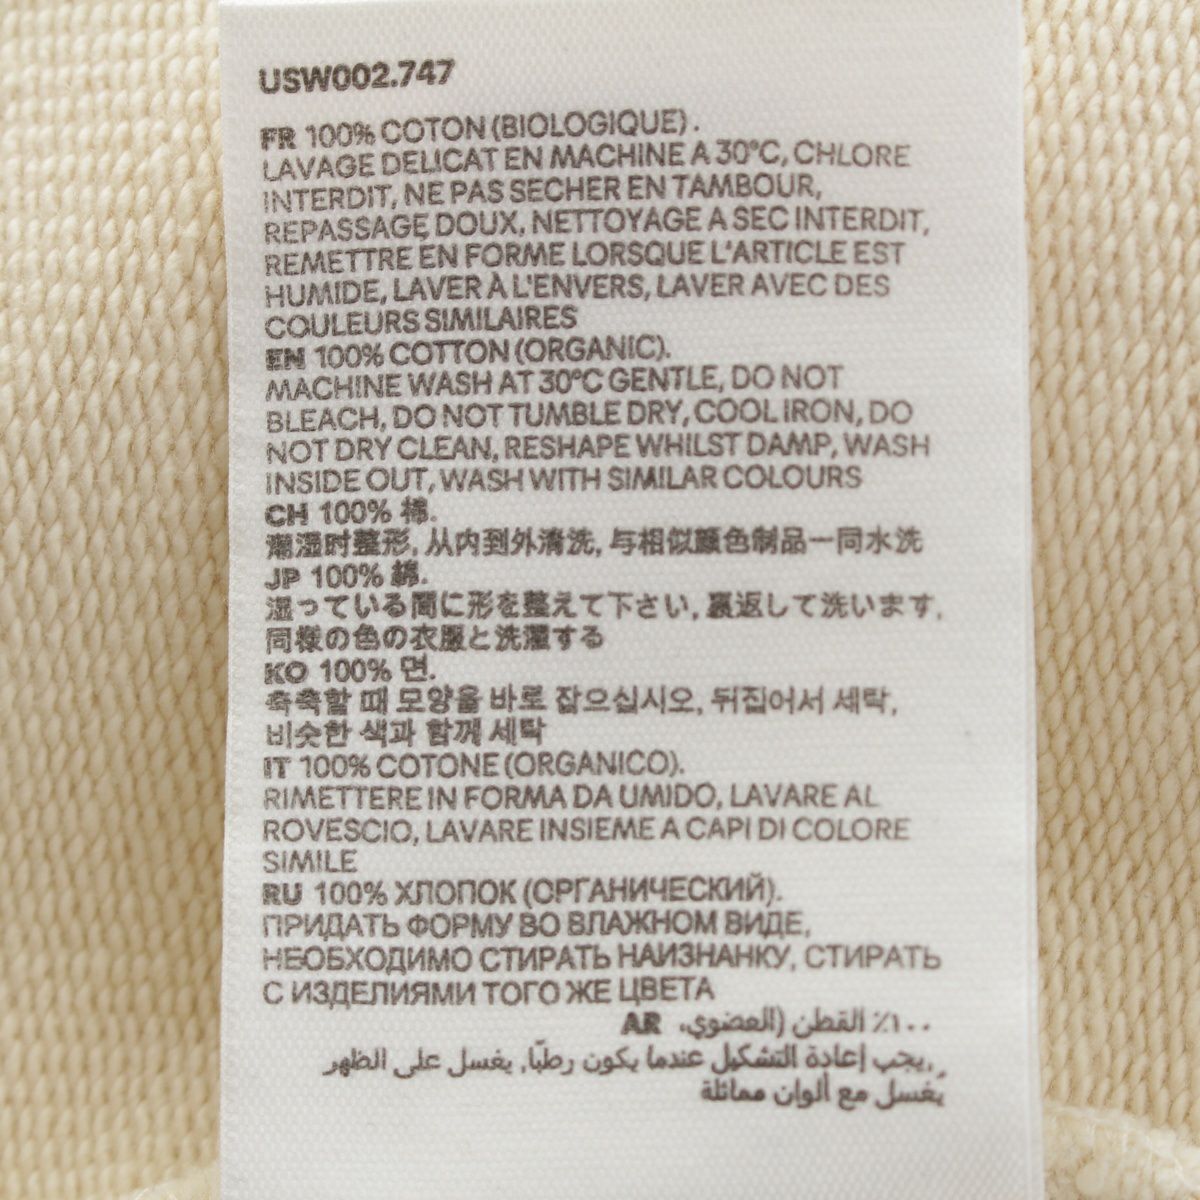 USW002.747
FR 100% COTON (BIOLOGIQUE).
LAVAGE DELICAT EN MACHINE A 30°C, CHLORE
INTERDIT, NE PAS SECHER EN TAMBOUR,
REPASSAGE DOUX, NETTOYAGE A SEC INTERDIT,
REMETTRE EN FORME LORSQUE L'ARTICLE EST
HUMIDE, LAVER À L'ENVERS, LAVER AVEC DES
COULEURS SIMILAIRES
EN 100% COTTON (ORGANIC).
MACHINE WASH AT 30°C GENTLE, DO NOT
BLEACH, DO NOT TUMBLE DRY, COOL IRON, DO
NOT DRY CLEAN, RESHAPE WHILST DAMP, WASH
INSIDE OUT, WASH WITH SIMILAR COLOURS
CH 100% 棉.
潮湿时整形, 从内到外清洗, 与相似颜色制品一同水洗
JP 100% 綿.
湿っている間に形を整えて下さい, 裏返して洗います,
同様の色の衣服と洗濯する
KO 100% 면.
축축할 때 모양을 바로 잡으십시오, 뒤집어서 세탁,
비슷한 색과 함께 세탁
IT 100% COTONE (ORGANICO).
RIMETTERE IN FORMA DA UMIDO, LAVARE AL
ROVESCIO, LAVARE INSIEME A CAPI DI COLORE
SIMILE
RU 100% ХЛОПОК (ОРГАНИЧЕСКИЙ).
ПРИДАТЬ ФОРМУ ВО ВЛАЖНОМ ВИДЕ,
НЕОБХОДИМО СТИРАТЬ НАИЗНАНКУ, СТИРАТЬ
С ИЗДЕЛИЯМИ ТОГО ЖЕ ЦВЕТА
١٠٠٪ القطن (العضوي). AR
يجب إعادة التشكيل عندما يكون رطبًا, يغسل على الظهر,
يغسل مع ألوان مماثلة